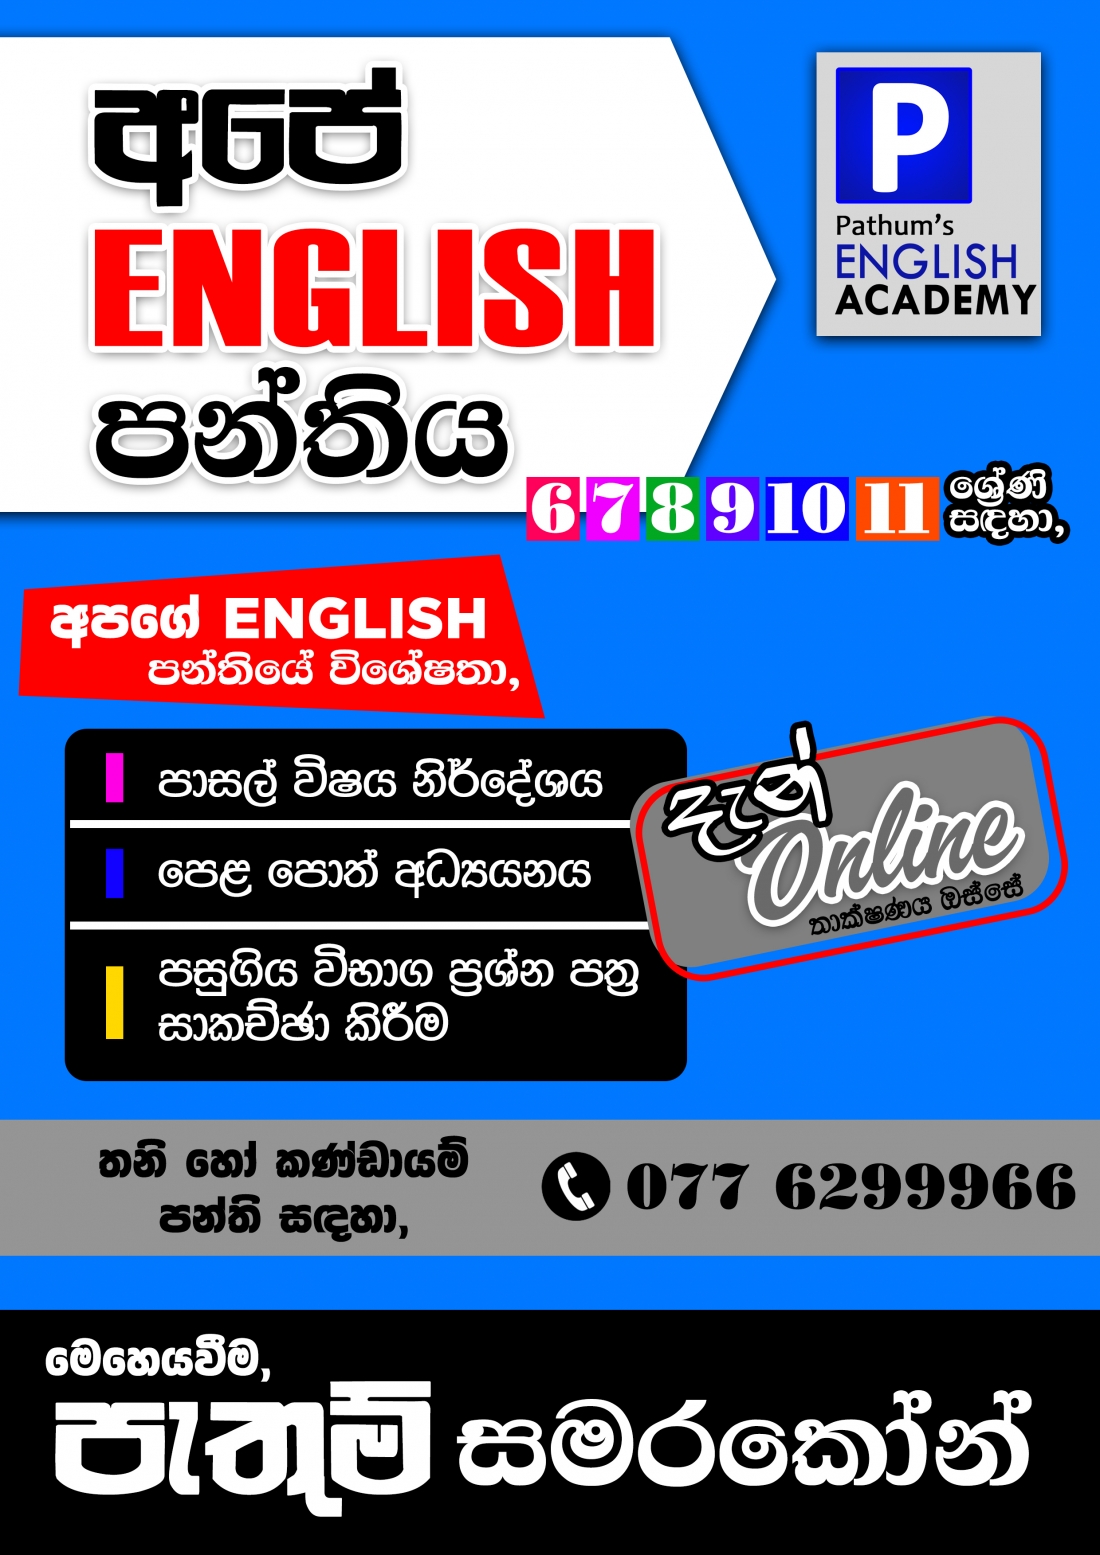 අපේ
ENGLISH
පන්තිය
P
Pathum's
ENGLISH
ACADEMY
6 7 8 9 10 11 ශ්‍රේණි
සඳහා,
අපගේ ENGLISH
පන්තියේ විශේෂතා,
පාසල් විෂය නිර්දේශය
පෙළ පොත් අධ්‍යයනය
පසුගිය විභාග ප්‍රශ්න පත්‍ර
සාකච්ඡා කිරීම
දැන්
Online
තාක්ෂණය ඔස්සේ
තනි හෝ කණ්ඩායම්
පන්ති සඳහා,
077 6299966
මෙහෙයවීම,
පැතුම් සමරකෝන්